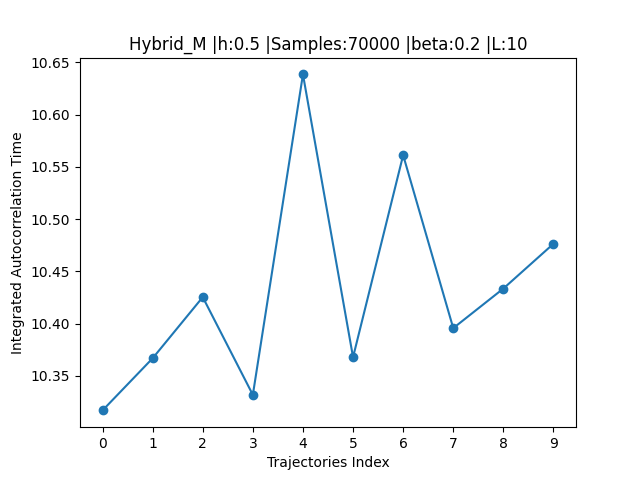 Hybrid_M |h:0.5 |Samples:70000 |beta:0.2 |L:10
Integrated Autocorrelation Time
10.65
10.60
10.55
10.50
10.45
10.40
10.35
0 1 2 3 4 5 6 7 8 9
Trajectories Index